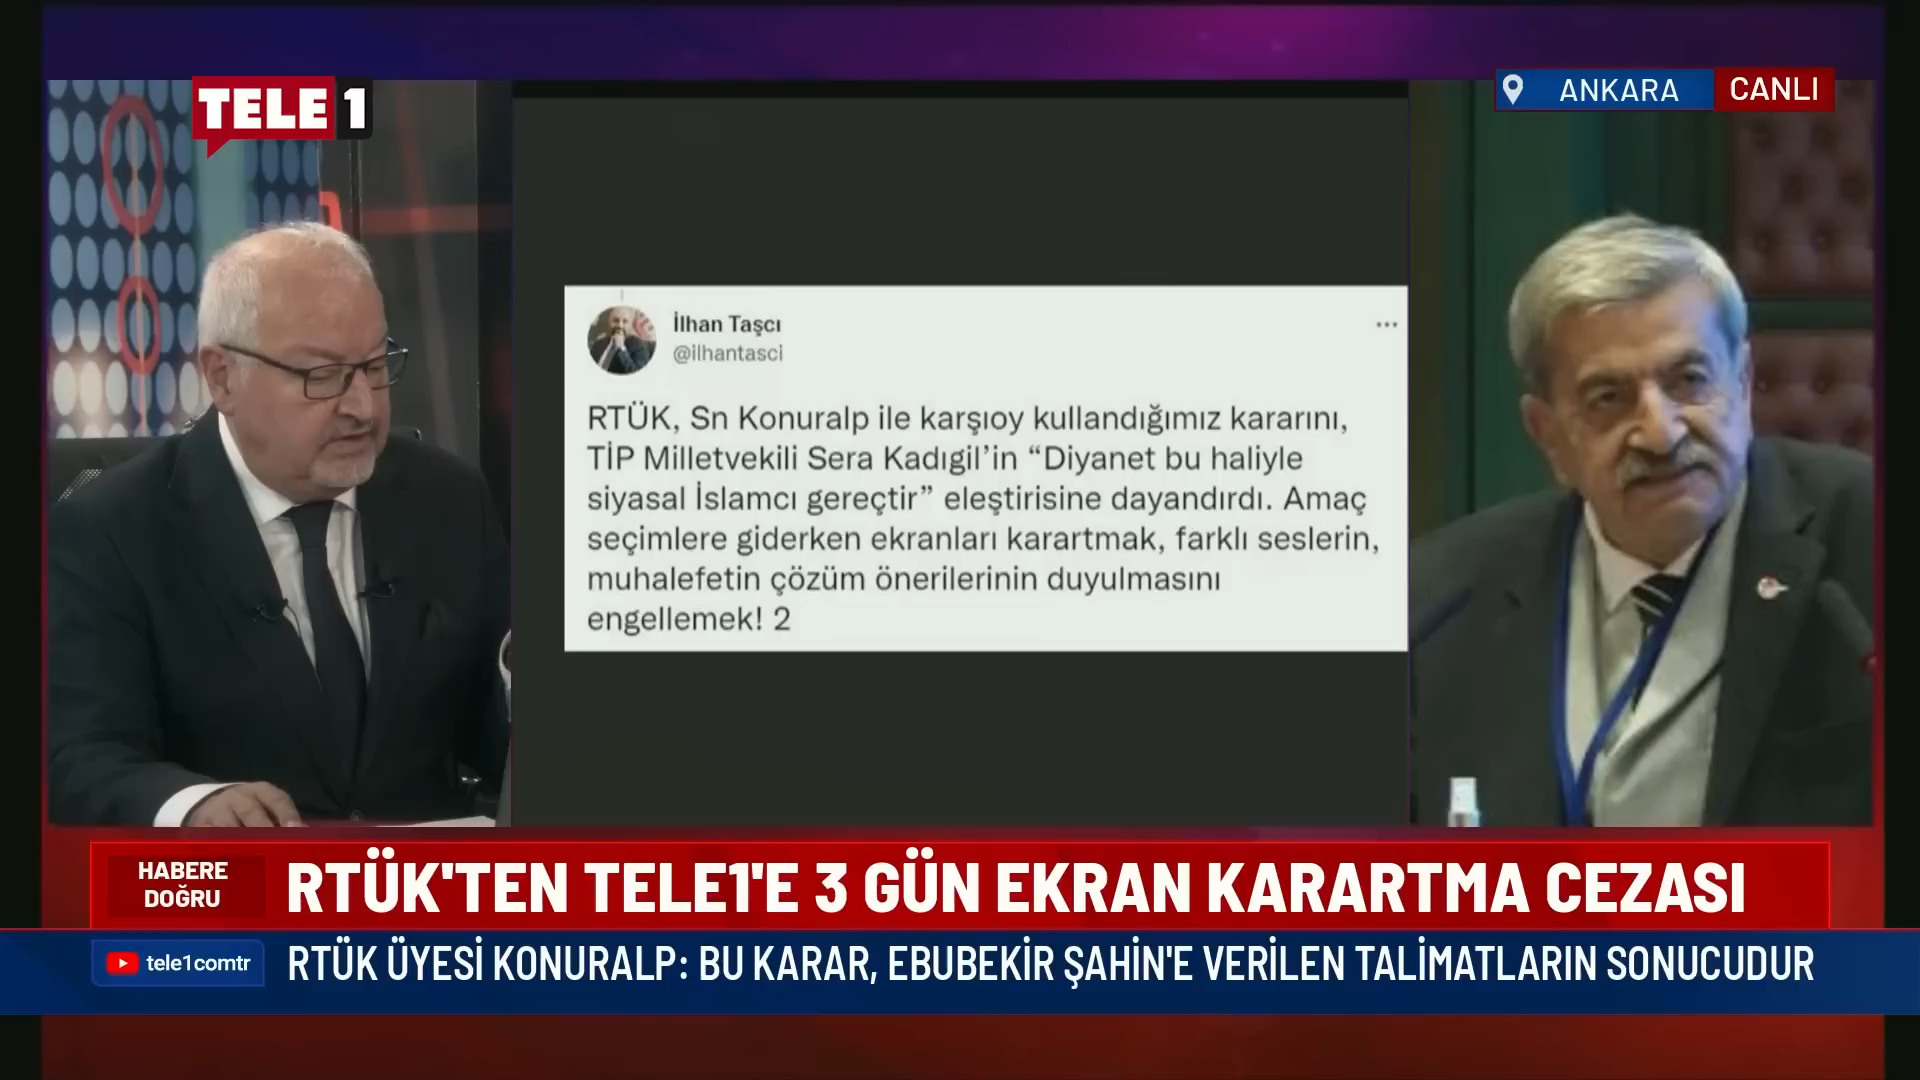 TELE 1
ANKARA
CANLI
İlhan Taşcı
@ilhantasci
RTÜK, Sn Konuralp ile karşıoy kullandığımız kararını,
TİP Milletvekili Sera Kadıgil’in “Diyanet bu haliyle
siyasal İslamcı gereçtir” eleştirisine dayandırdı. Amaç
seçimlere giderken ekranları karartmak, farklı seslerin,
muhalefetin çözüm önerilerinin duyulmasını
engellemek! 2
HABERE
DOĞRU
RTÜK'TEN TELE1'E 3 GÜN EKRAN KARARTMA CEZASI
tele1comtr
RTÜK ÜYESİ KONURALP: BU KARAR, EBUBEKİR ŞAHİN'E VERİLEN TALİMATLARIN SONUCUDUR